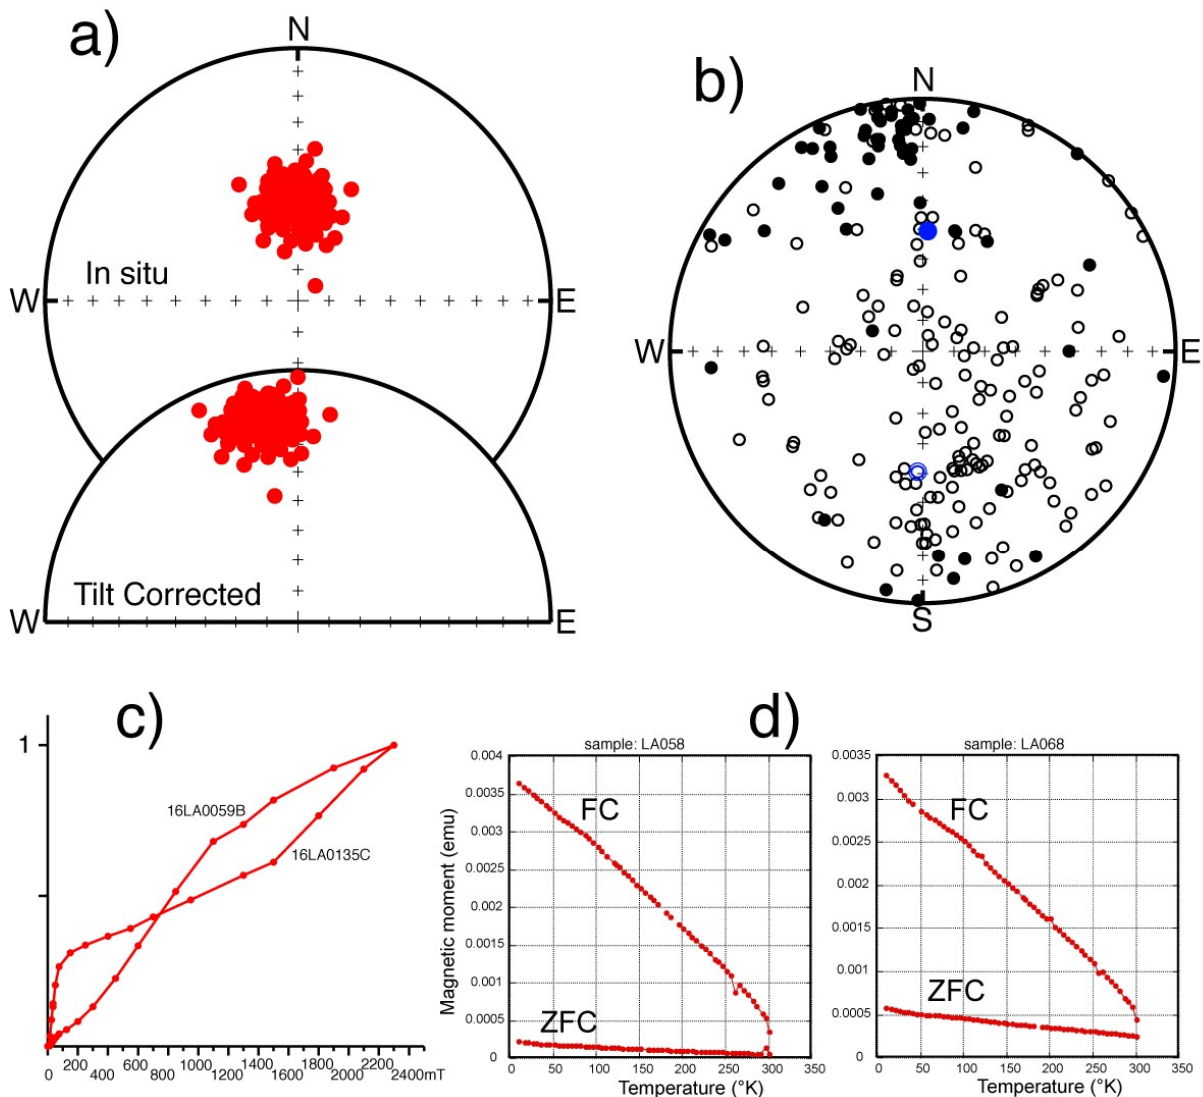 a)
N
In situ
W
E
Tilt Corrected
W
E
b)
N
W
E
S
c)
1
16LA0059B
16LA0135C
0 200 600 1000 1400 1800 2200
400 800 1200 1600 2000 2400mT
d)
sample: LA058
0.004
0.0035
0.003
0.0025
0.002
0.0015
0.001
0.0005
0
Magnetic moment (emu)
FC
ZFC
0 50 100 150 200 250 300 350
Temperature (°K)
sample: LA068
0.0035
0.003
0.0025
0.002
0.0015
0.001
0.0005
0
FC
ZFC
0 50 100 150 200 250 300 350
Temperature (°K)